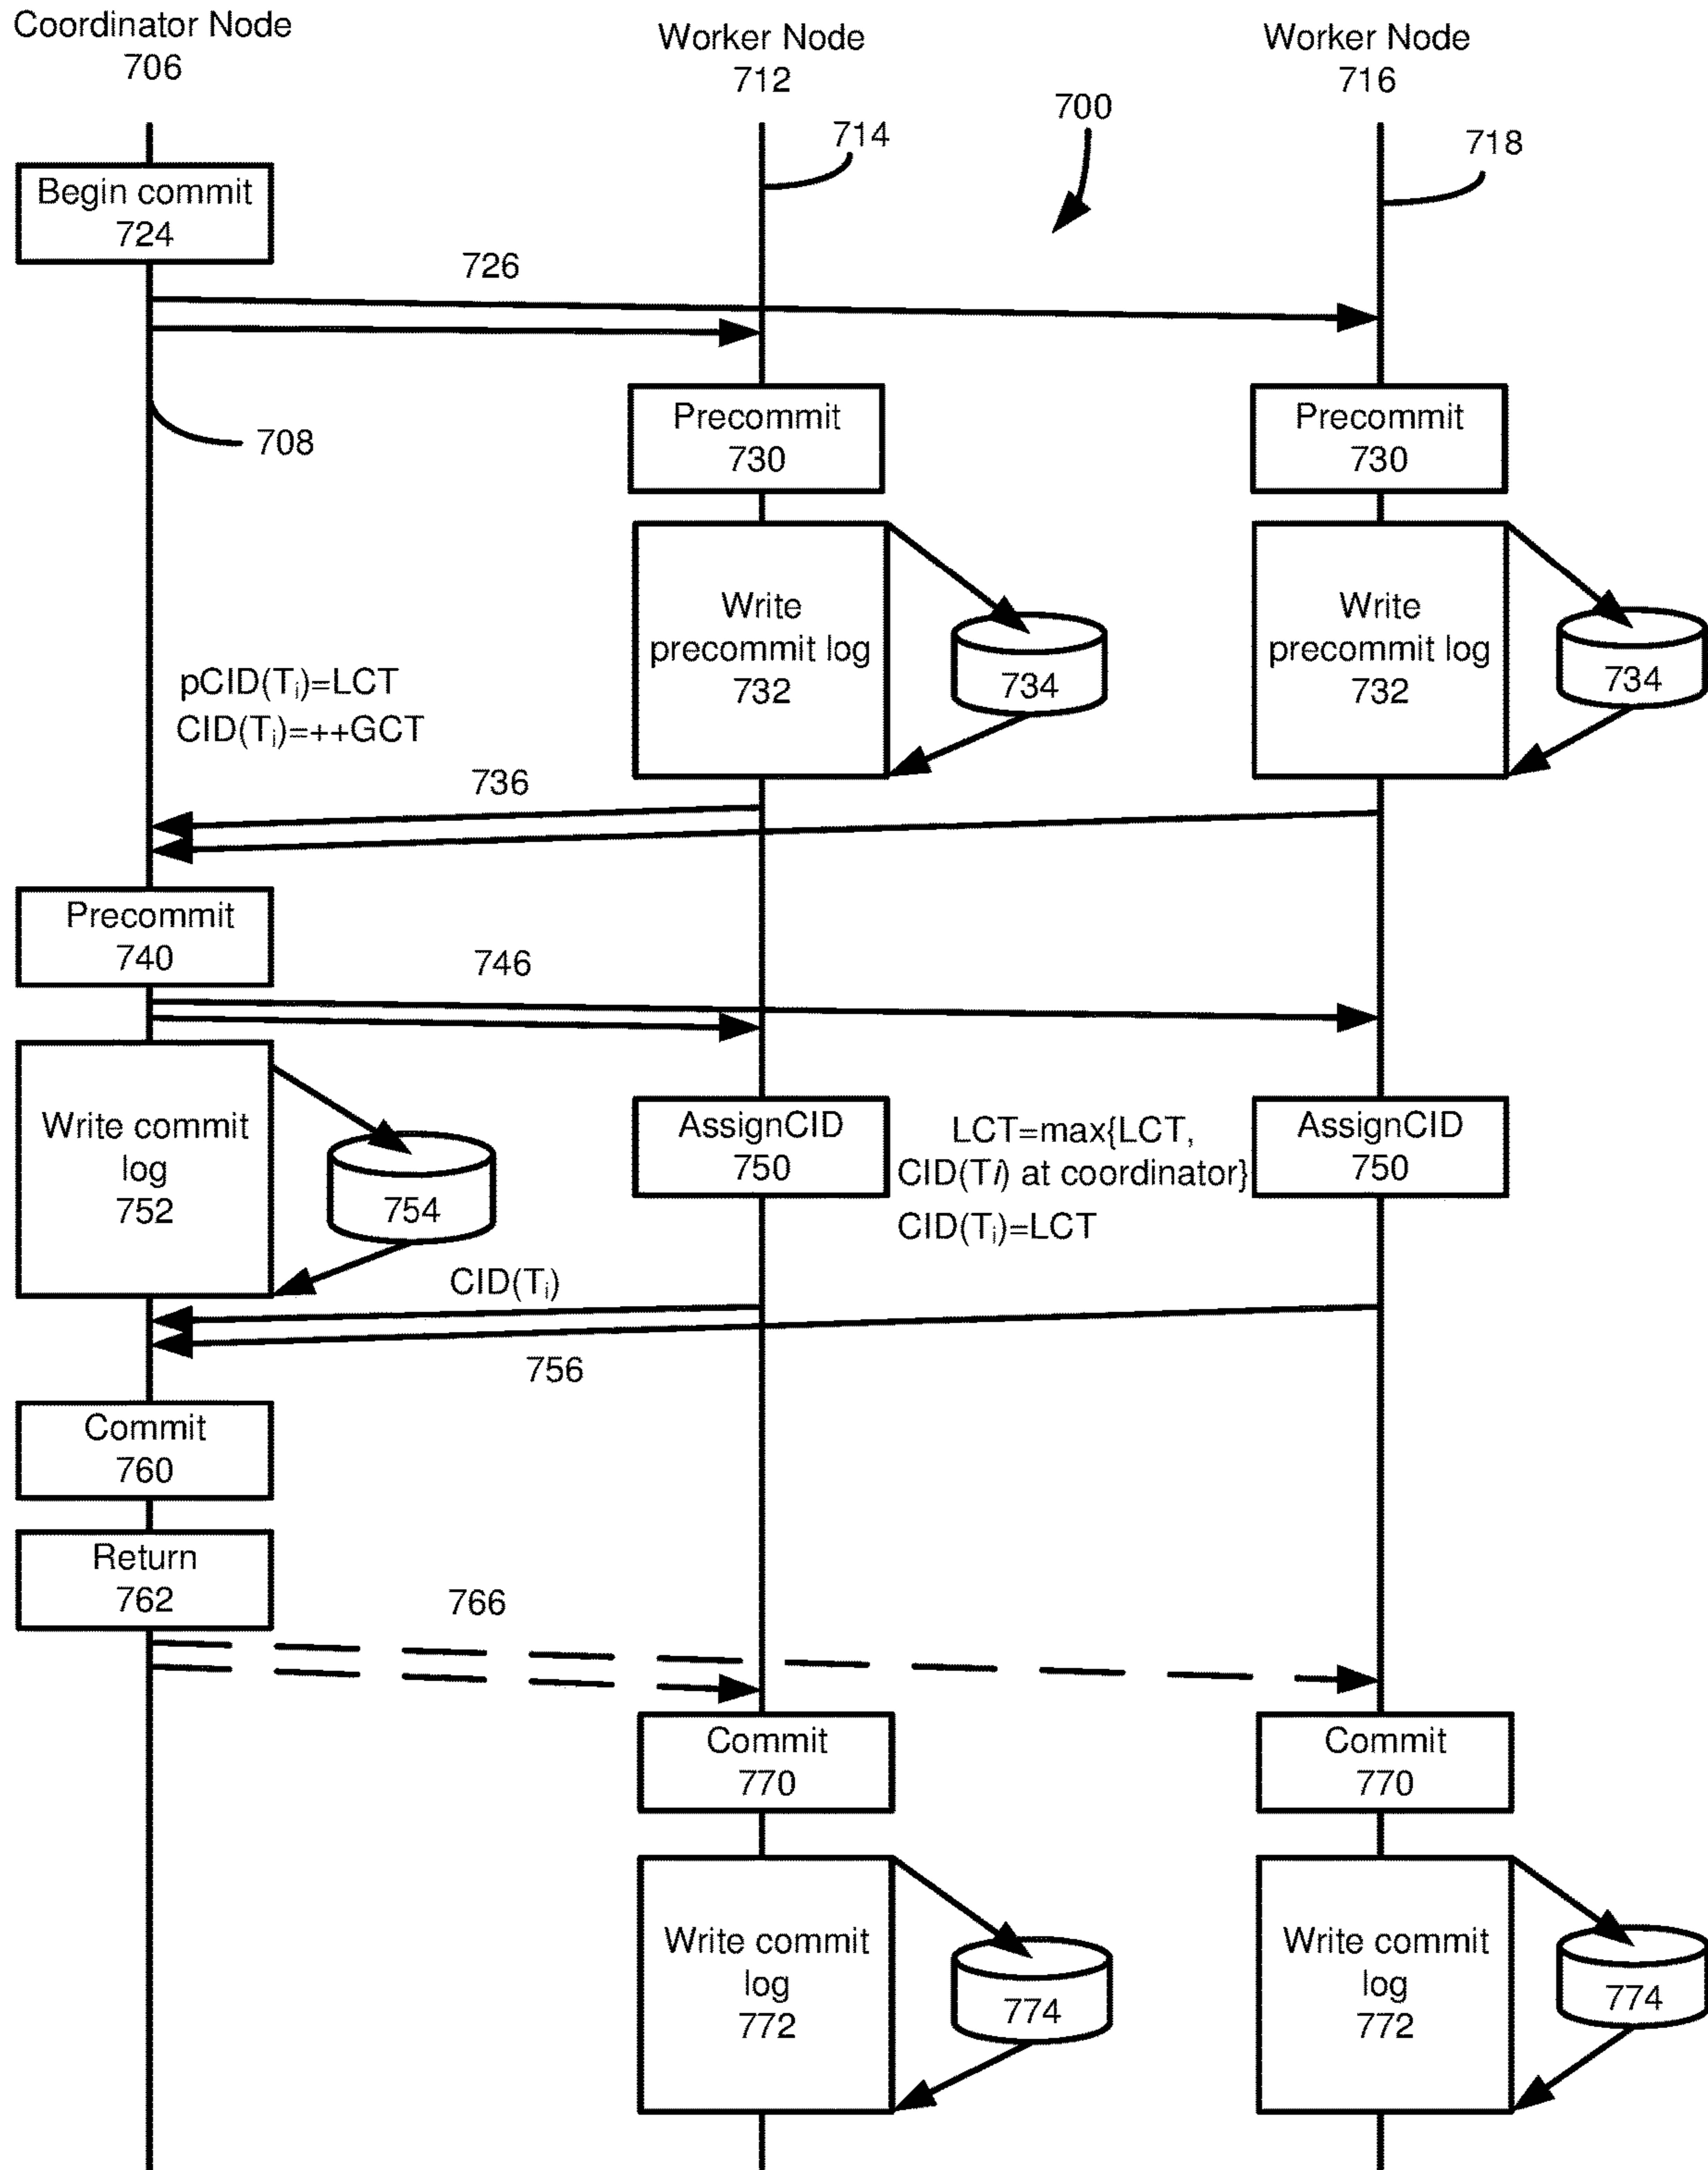 Coordinator Node
706
Worker Node
712
Worker Node
716
700
714
718
Begin commit
724
726
708
Precommit
730
Precommit
730
Write
precommit log
732
734
Write
precommit log
732
734
pCID(Ti)=LCT
CID(Ti)=++GCT
736
Precommit
740
746
Write commit
log
752
754
AssignCID
750
LCT=max{LCT,
CID(Ti) at coordinator}
CID(Ti)=LCT
AssignCID
750
CID(Ti)
756
Commit
760
Return
762
766
Commit
770
Commit
770
Write commit
log
772
774
Write commit
log
772
774